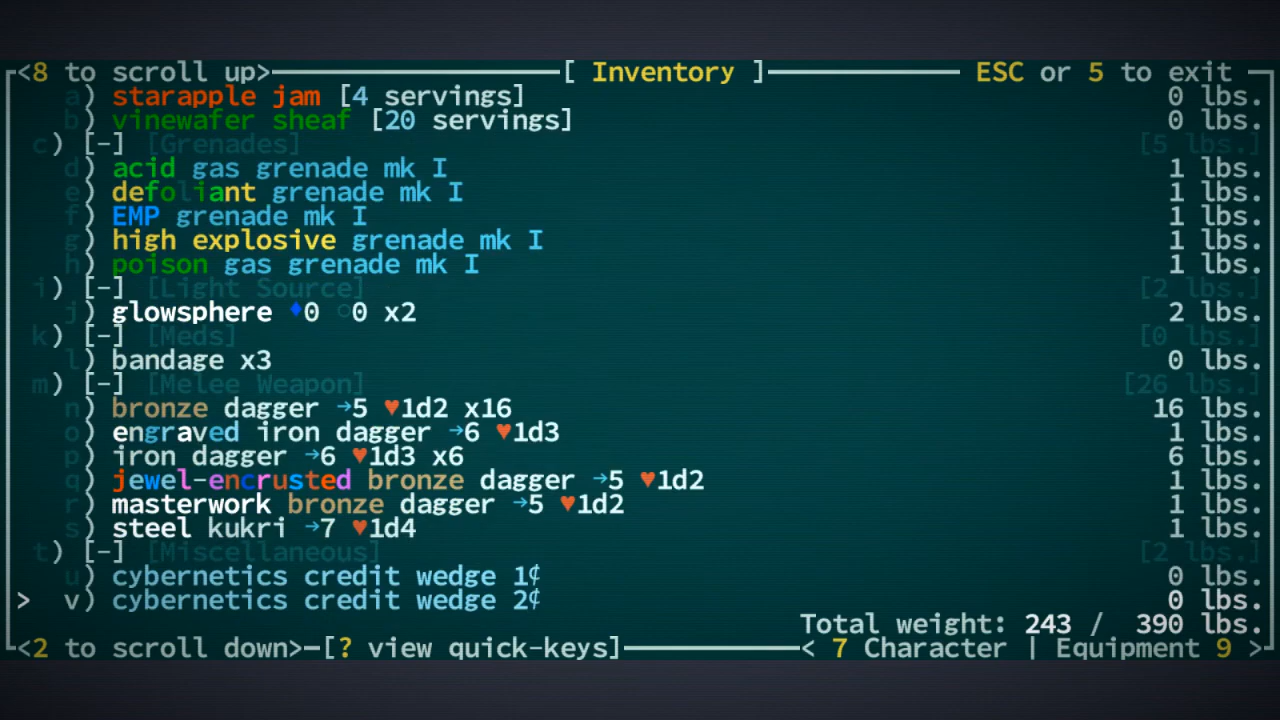 <8 to scroll up> [ Inventory ] ESC or 5 to exit
a) starapple jam [4 servings] 0 lbs.
b) vinewafer sheaf [20 servings] 0 lbs.
c) [-] [Grenades] [5 lbs.]
d) acid gas grenade mk I 1 lbs.
e) defoliant grenade mk I 1 lbs.
f) EMP grenade mk I 1 lbs.
g) high explosive grenade mk I 1 lbs.
h) poison gas grenade mk I 1 lbs.
i) [-] [Light Source] [2 lbs.]
j) glowsphere ♦0 ○0 x2 2 lbs.
k) [-] [Meds] [0 lbs.]
l) bandage x3 0 lbs.
m) [-] [Melee Weapon] [26 lbs.]
n) bronze dagger →5 ♥1d2 x16 16 lbs.
o) engraved iron dagger →6 ♥1d3 1 lbs.
p) iron dagger →6 ♥1d3 x6 6 lbs.
q) jewel-encrusted bronze dagger →5 ♥1d2 1 lbs.
r) masterwork bronze dagger →5 ♥1d2 1 lbs.
s) steel kukri →7 ♥1d4 1 lbs.
t) [-] [Miscellaneous] [2 lbs.]
u) cybernetics credit wedge 1¢ 0 lbs.
> v) cybernetics credit wedge 2¢ 0 lbs.
Total weight: 243 / 390 lbs.
<2 to scroll down> [? view quick-keys] < 7 Character | Equipment 9 >